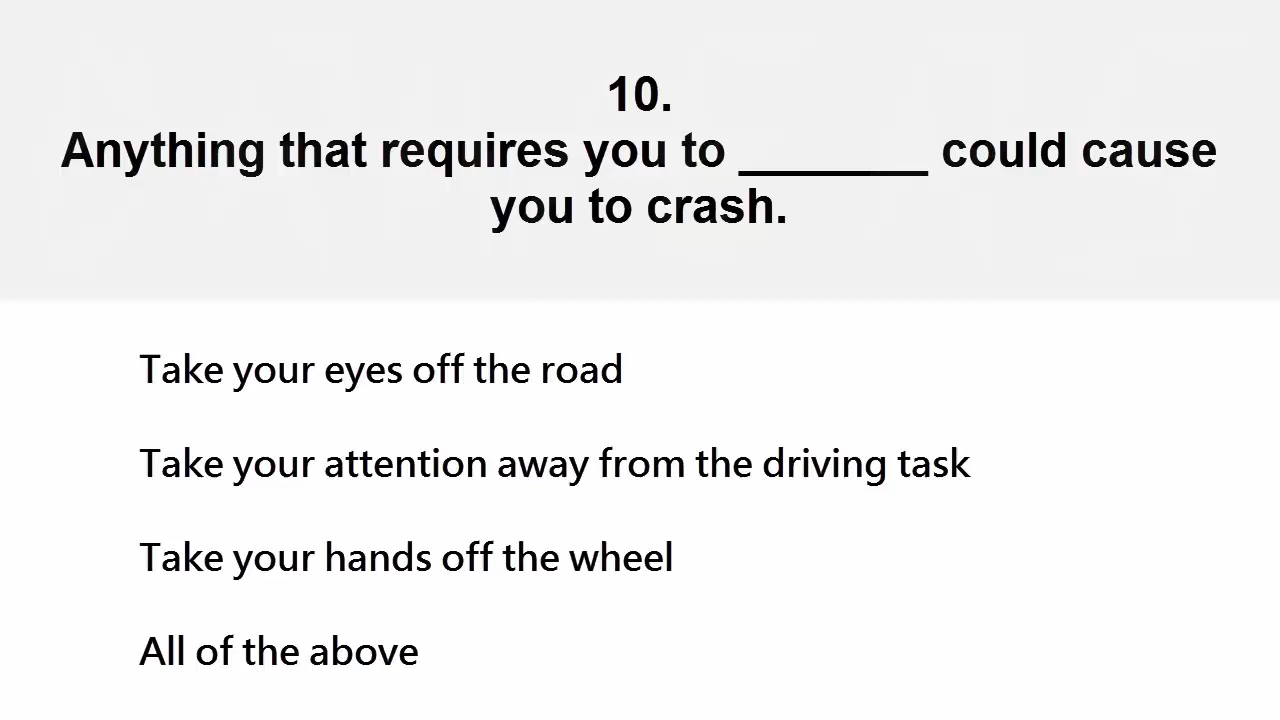 10.
Anything that requires you to ________ could cause
you to crash.
Take your eyes off the road
Take your attention away from the driving task
Take your hands off the wheel
All of the above